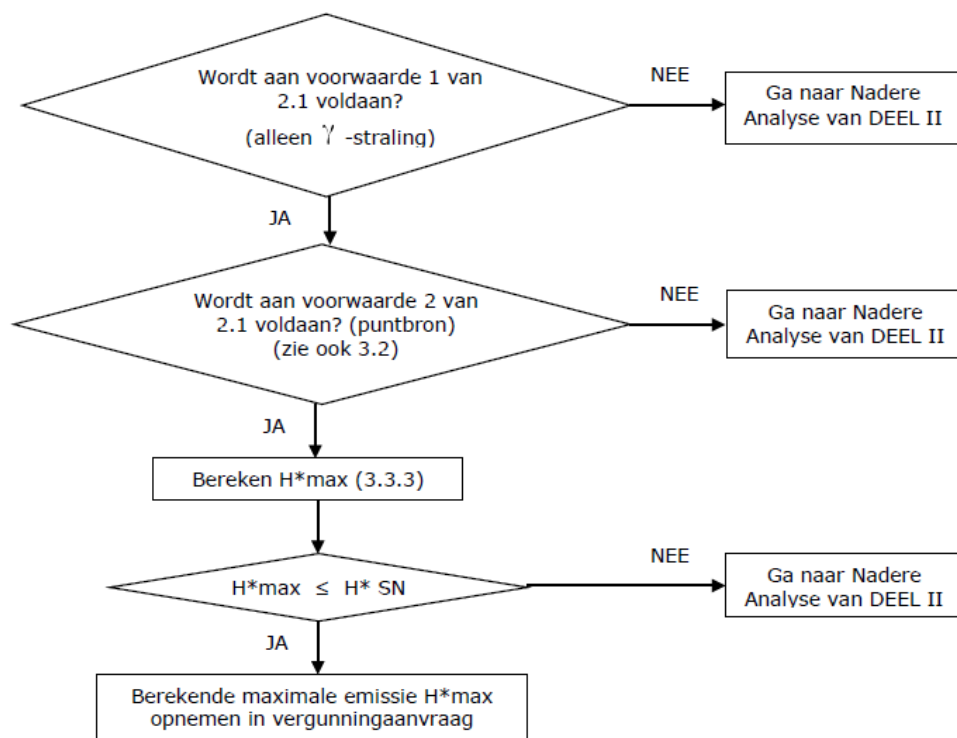 Wordt aan voorwaarde 1 van
2.1 voldaan?
(alleen γ -straling)
NEE
Ga naar Nadere
Analyse van DEEL II
JA
Wordt aan voorwaarde 2 van
2.1 voldaan? (puntbron)
(zie ook 3.2)
NEE
Ga naar Nadere
Analyse van DEEL II
JA
Bereken H*max (3.3.3)
H*max ≤ H* SN
NEE
Ga naar Nadere
Analyse van DEEL II
JA
Berekende maximale emissie H*max
opnemen in vergunningaanvraag